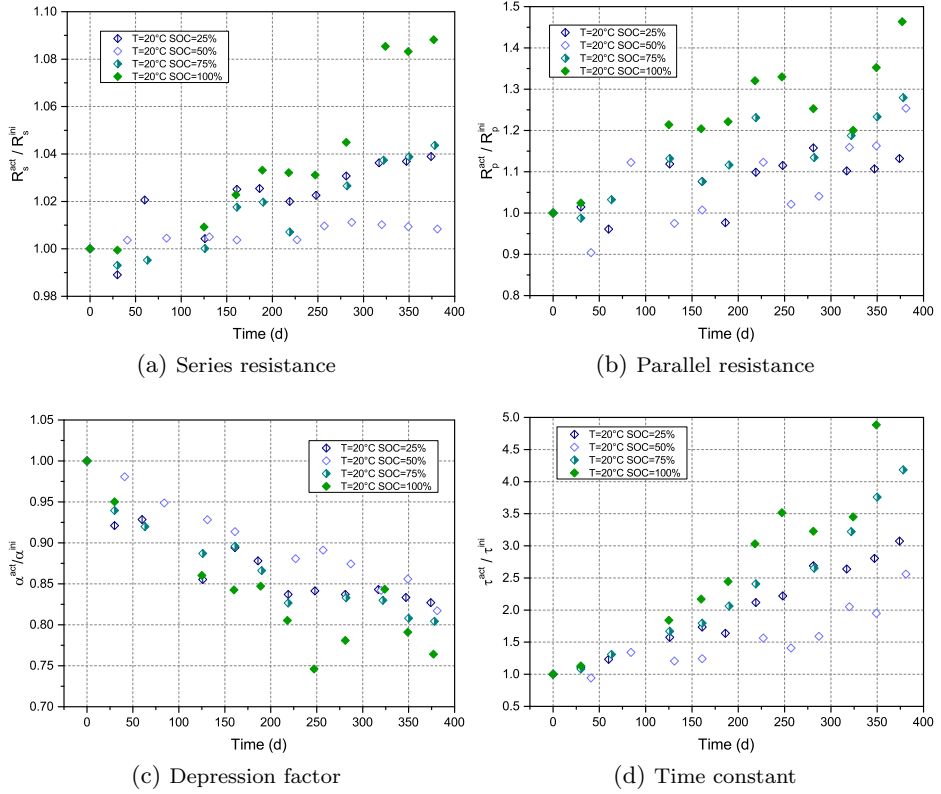 1.10
1.08
1.06
1.04
1.02
1.00
0.98
R_s^act / R_s^ini
T=20°C SOC=25%
T=20°C SOC=50%
T=20°C SOC=75%
T=20°C SOC=100%
0 50 100 150 200 250 300 350 400
Time (d)
(a) Series resistance
1.5
1.4
1.3
1.2
1.1
1.0
0.9
0.8
R_p^act / R_p^ini
T=20°C SOC=25%
T=20°C SOC=50%
T=20°C SOC=75%
T=20°C SOC=100%
0 50 100 150 200 250 300 350 400
Time (d)
(b) Parallel resistance
1.05
1.00
0.95
0.90
0.85
0.80
0.75
0.70
α^act/α^ini
T=20°C SOC=25%
T=20°C SOC=50%
T=20°C SOC=75%
T=20°C SOC=100%
0 50 100 150 200 250 300 350 400
Time (d)
(c) Depression factor
5.0
4.5
4.0
3.5
3.0
2.5
2.0
1.5
1.0
0.5
τ^act / τ^ini
T=20°C SOC=25%
T=20°C SOC=50%
T=20°C SOC=75%
T=20°C SOC=100%
0 50 100 150 200 250 300 350 400
Time (d)
(d) Time constant